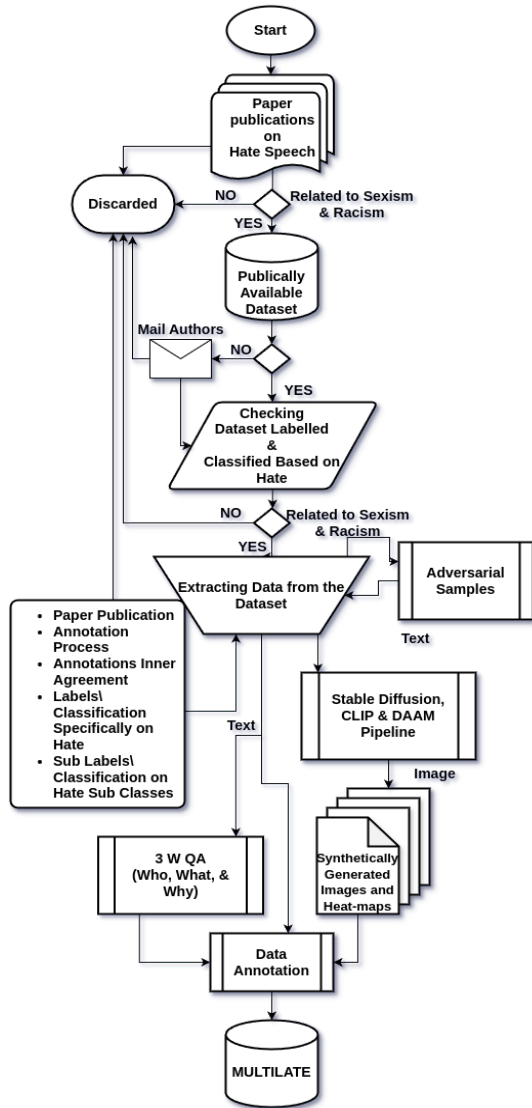 Start
Paper
publications
on
Hate Speech
NO
Related to Sexism
& Racism
Discarded
YES
Publically
Available
Dataset
Mail Authors
NO
YES
Checking
Dataset Labelled
&
Classified Based on
Hate
NO
Related to Sexism
& Racism
YES
Extracting Data from the
Dataset
Adversarial
Samples
Text
• Paper Publication
• Annotation
Process
• Annotations Inner
Agreement
• Labels\
Classification
Specifically on
Hate
• Sub Labels\
Classification on
Hate Sub Classes
Stable Diffusion,
CLIP & DAAM
Pipeline
Text
Image
3 W QA
(Who, What, &
Why)
Synthetically
Generated
Images and
Heat-maps
Data
Annotation
MULTILATE